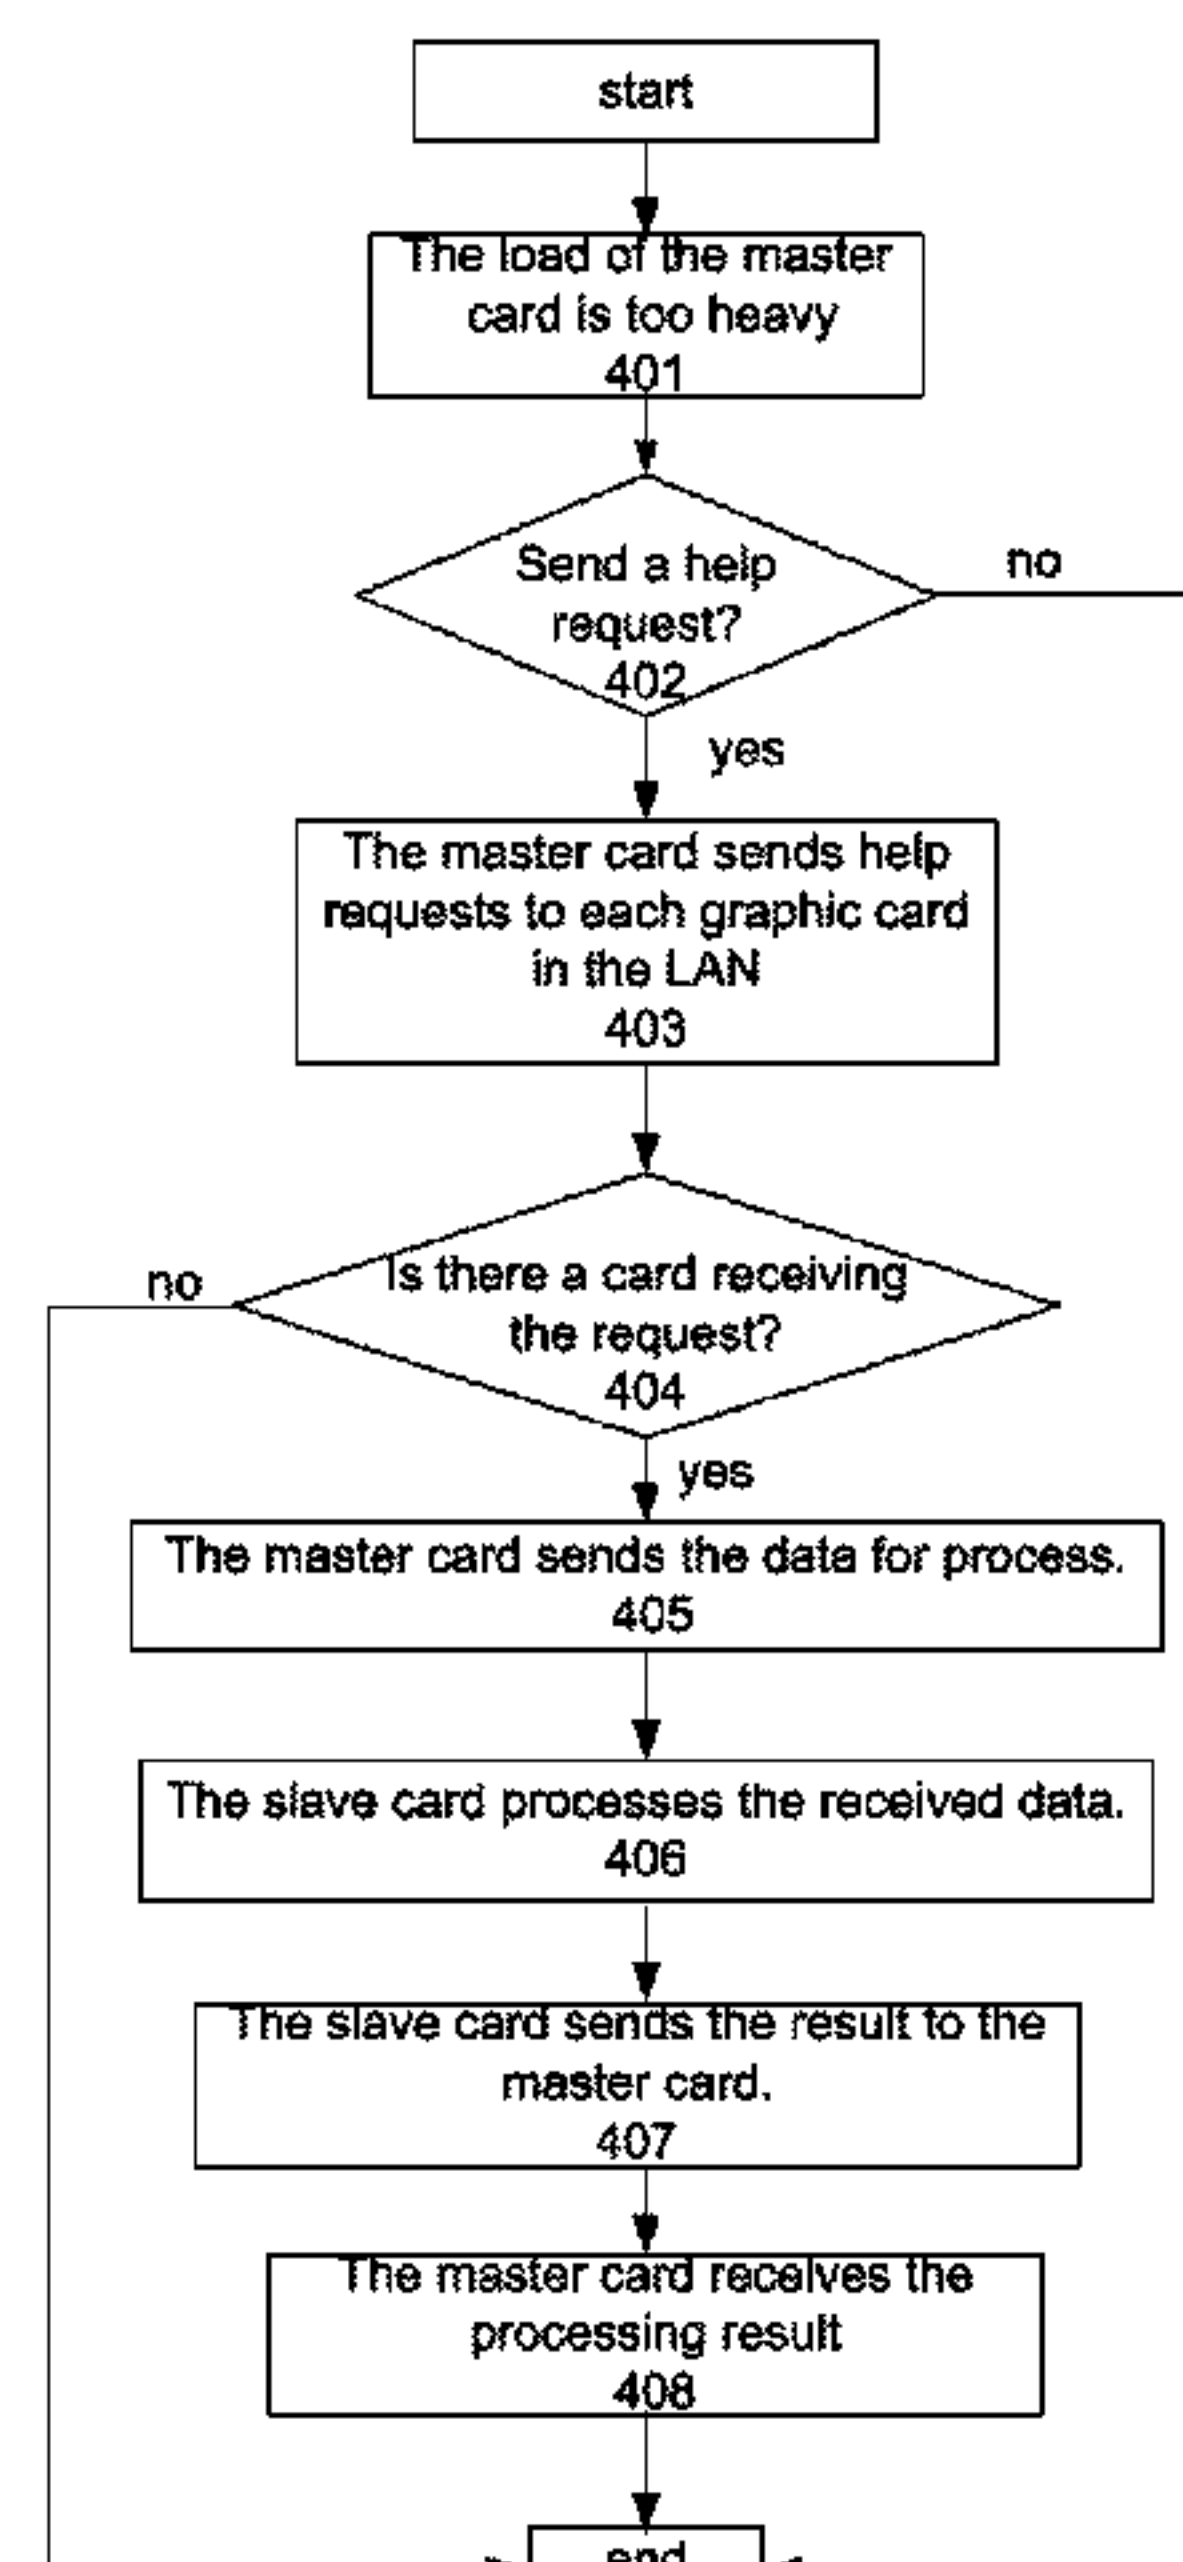 start
The load of the master
card is too heavy
401
Send a help
request?
402
no
yes
The master card sends help
requests to each graphic card
in the LAN
403
Is there a card receiving
the request?
404
no
yes
The master card sends the data for process.
405
The slave card processes the received data.
406
The slave card sends the result to the
master card.
407
The master card receives the
processing result
408
end